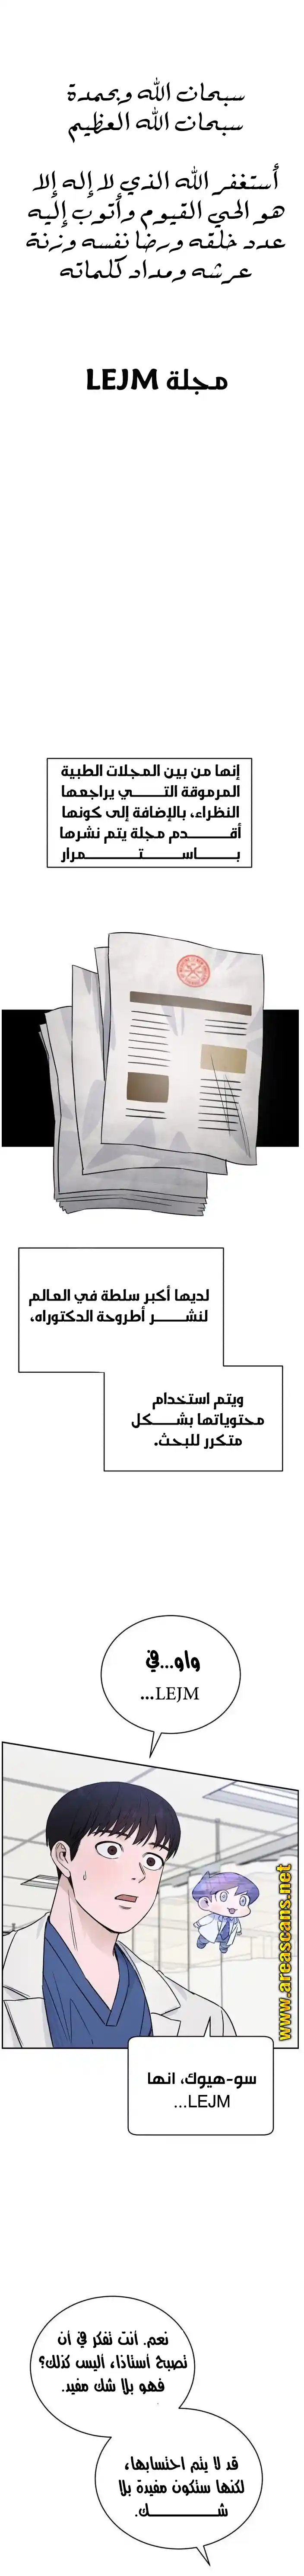 سبحان الله وبحمدة
سبحان الله العظيم
أستغفر الله الذي لا إله إلا
هو الحي القيوم وأتوب إليه
عدد خلقه ورضا نفسه وزنة
عرشه ومداد كلماته
مجلة LEJM
إنها من بين المجلات الطبية
المرموقة التي يراجعها
النظراء، بالإضافة إلى كونها
أقدم مجلة يتم نشرها
باستمرار
لديها أكبر سلطة في العالم
لنشر أطروحة الدكتوراه،
ويتم استخدام
محتوياتها بشكل
متكرر للبحث.
واو...في
LEJM...
www.areascans.net
سو-هيوك، انها
LEJM...
نعم. أنت تفكر في أن
تصبح أستاذا، أليس كذلك؟
فهو بلا شك مفيد.
قد لا يتم احتسابها،
لكنها ستكون مفيدة بلا
شك.